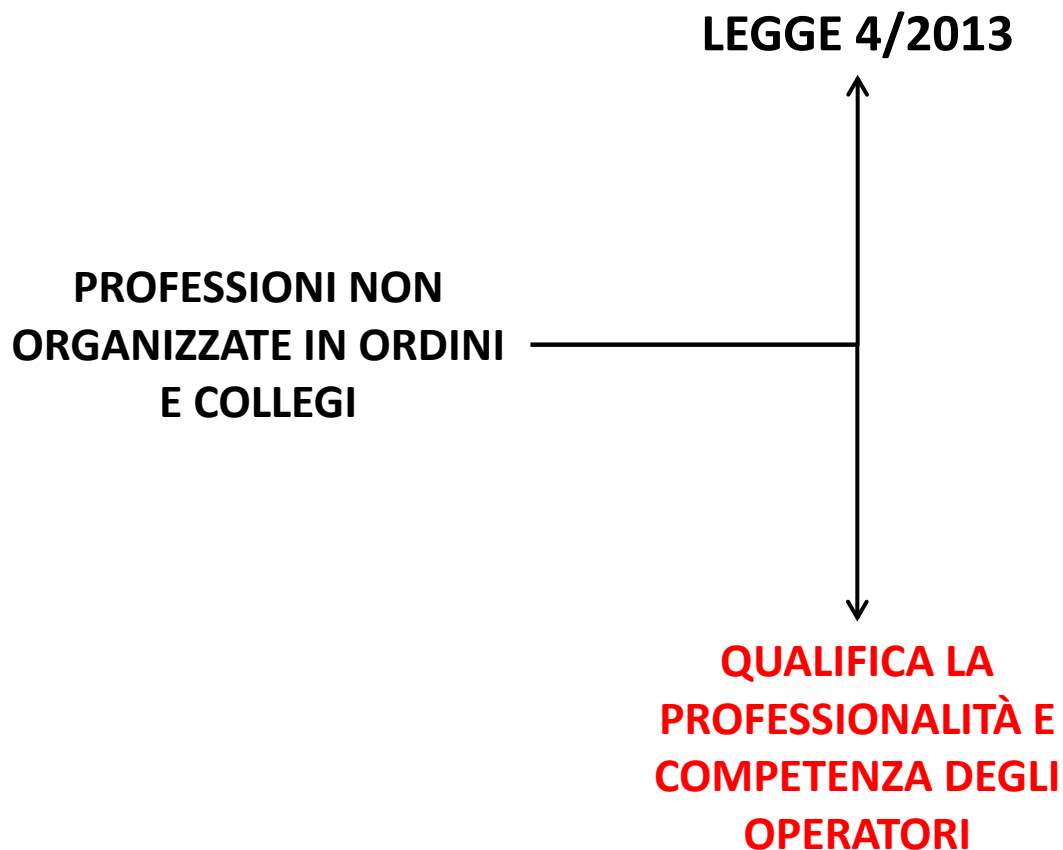 LEGGE 4/2013
PROFESSIONI NON
ORGANIZZATE IN ORDINI
E COLLEGI
QUALIFICA LA
PROFESSIONALITÀ E
COMPETENZA DEGLI
OPERATORI